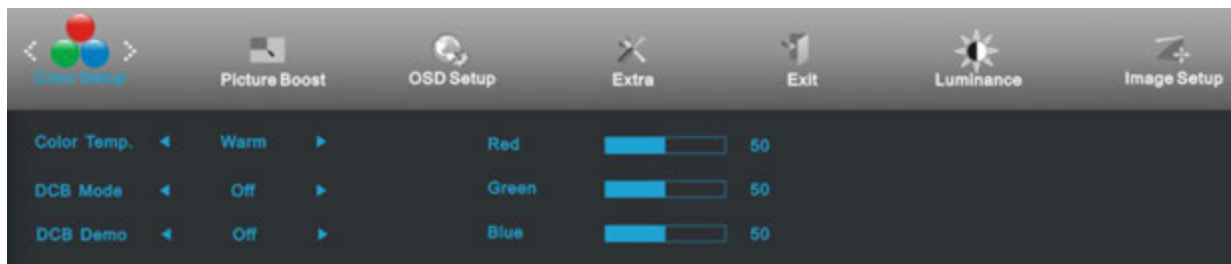 Color Setup Picture Boost OSD Setup Extra Exit Luminance Image Setup
Color Temp. Warm Red 50
DCB Mode Off Green 50
DCB Demo Off Blue 50